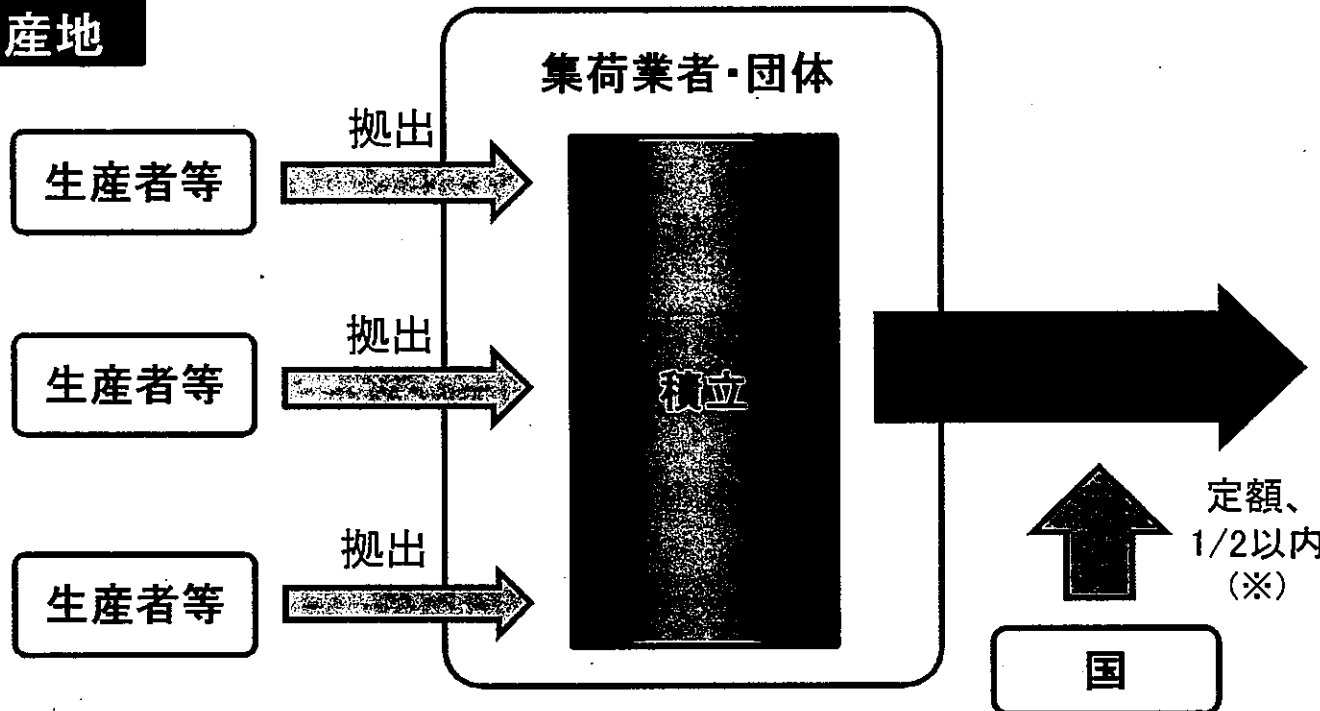 産地
集荷業者・団体
拠出
生産者等
拠出
生産者等
積立
拠出
生産者等
定額、
1/2以内
(※)
国